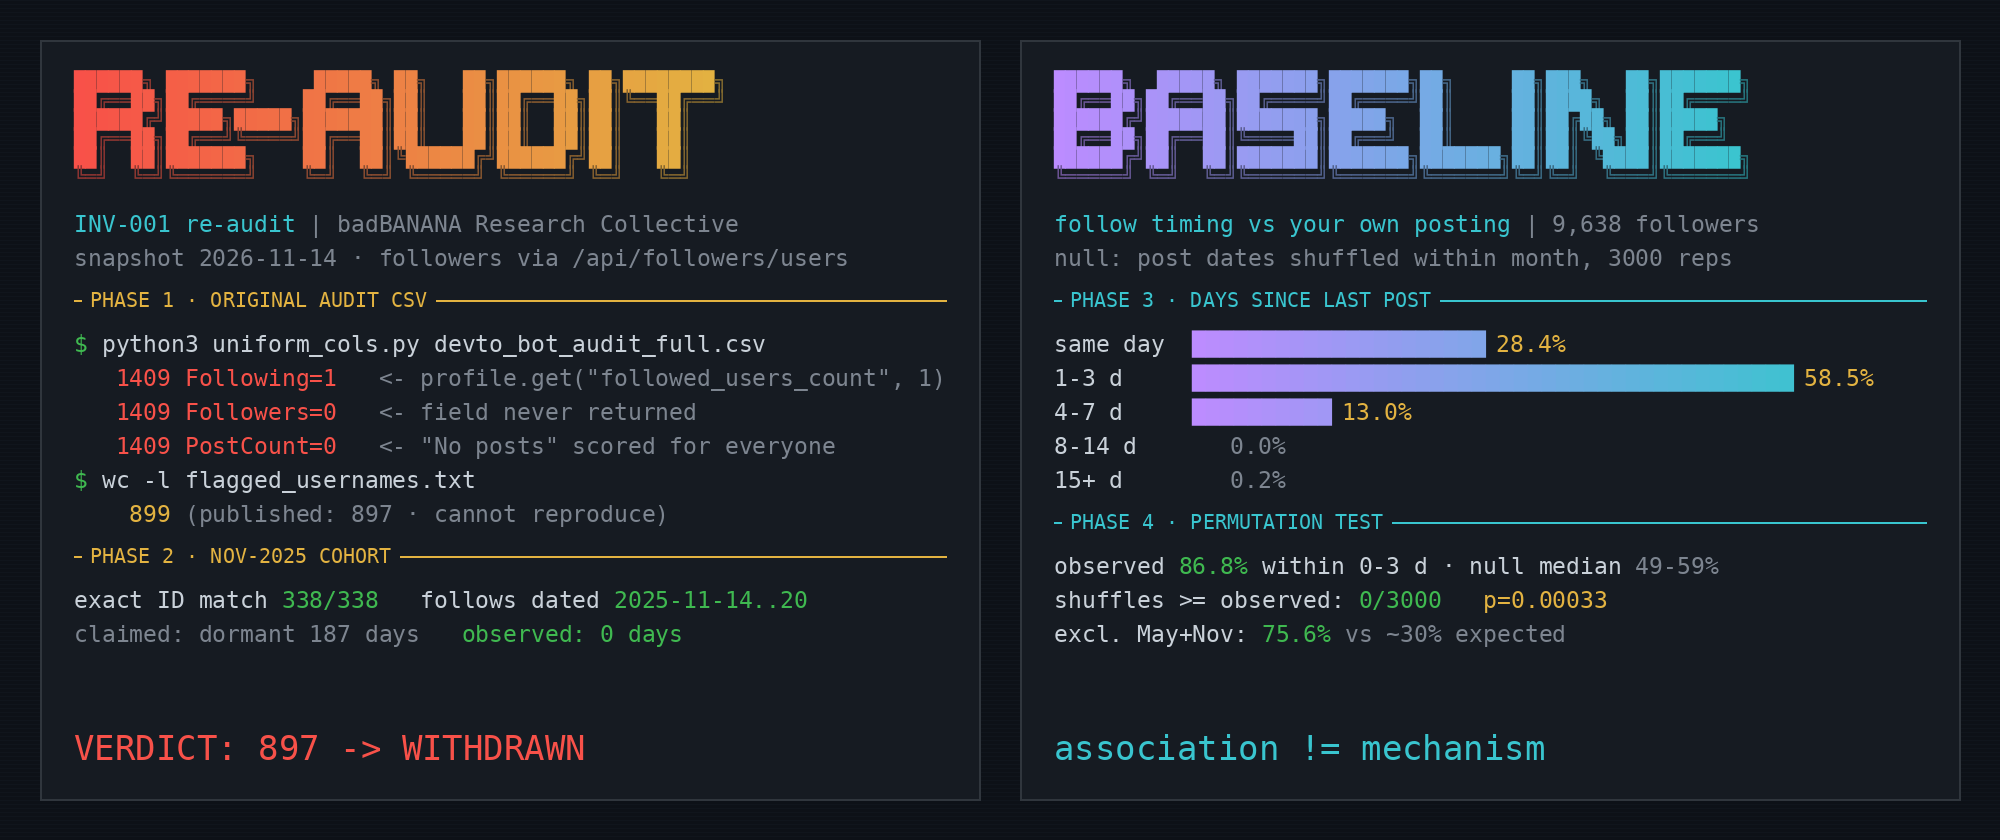 RE-AUDIT
INV-001 re-audit | badBANANA Research Collective
snapshot 2026-11-14 · followers via /api/followers/users
PHASE 1 · ORIGINAL AUDIT CSV
$ python3 uniform_cols.py devto_bot_audit_full.csv
1409 Following=1 <- profile.get("followed_users_count", 1)
1409 Followers=0 <- field never returned
1409 PostCount=0 <- "No posts" scored for everyone
$ wc -l flagged_usernames.txt
899 (published: 897 · cannot reproduce)
PHASE 2 · NOV-2025 COHORT
exact ID match 338/338 follows dated 2025-11-14..20
claimed: dormant 187 days observed: 0 days
VERDICT: 897 -> WITHDRAWN
BASELINE
follow timing vs your own posting | 9,638 followers
null: post dates shuffled within month, 3000 reps
PHASE 3 · DAYS SINCE LAST POST
same day 28.4%
1-3 d 58.5%
4-7 d 13.0%
8-14 d 0.0%
15+ d 0.2%
PHASE 4 · PERMUTATION TEST
observed 86.8% within 0-3 d · null median 49-59%
shuffles >= observed: 0/3000 p=0.00033
excl. May+Nov: 75.6% vs ~30% expected
association != mechanism